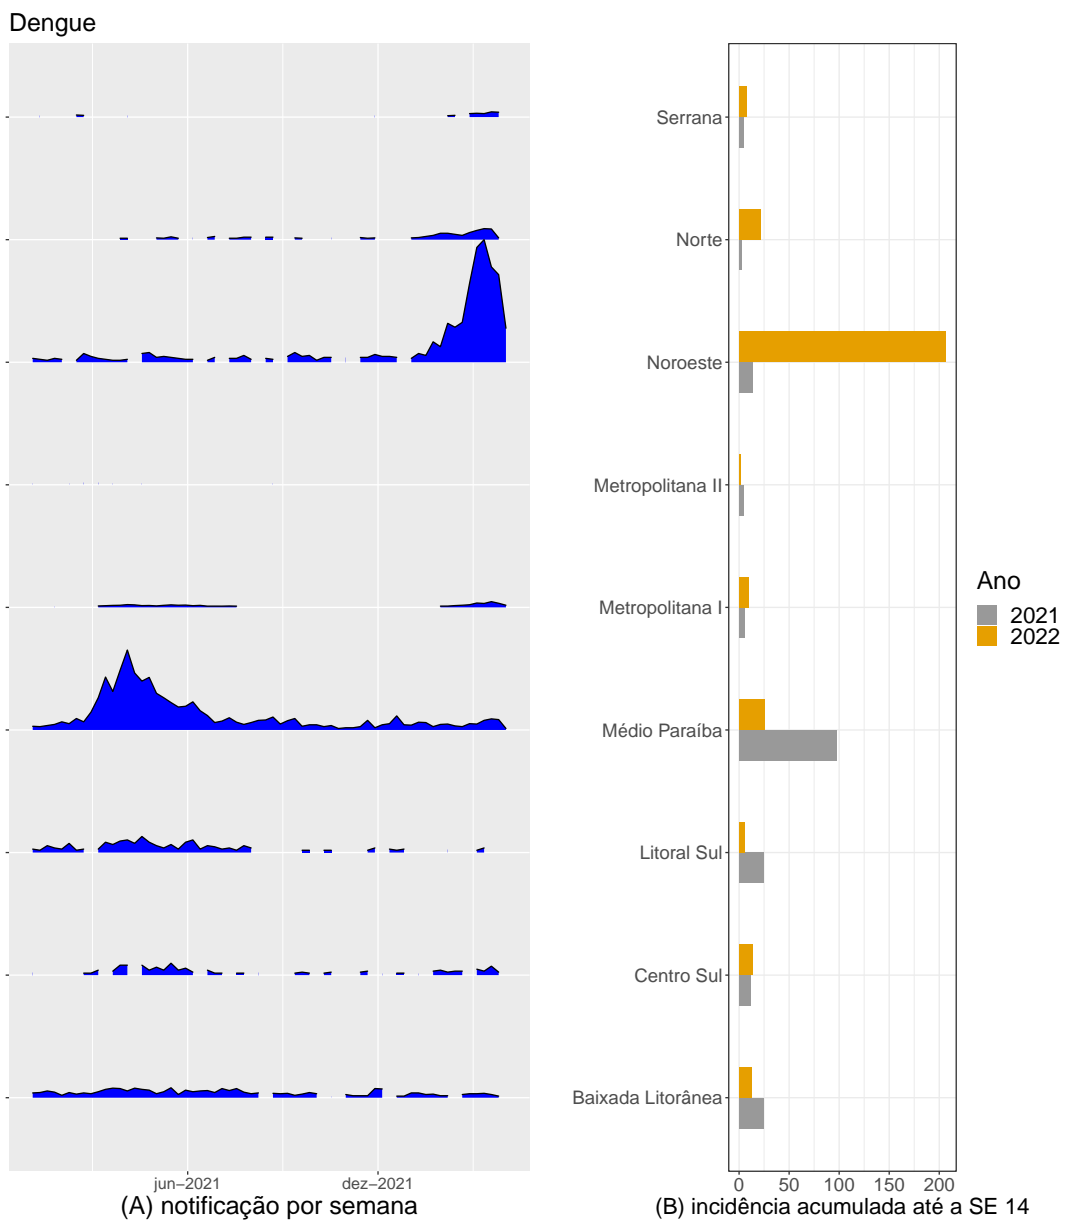 Dengue
Serrana
Norte
Noroeste
Metropolitana II
Metropolitana I
Médio Paraíba
Litoral Sul
Centro Sul
Baixada Litorânea
jun−2021
dez−2021
(A) notificação por semana
0 50 100 150 200
(B) incidência acumulada até a SE 14
Ano
2021
2022